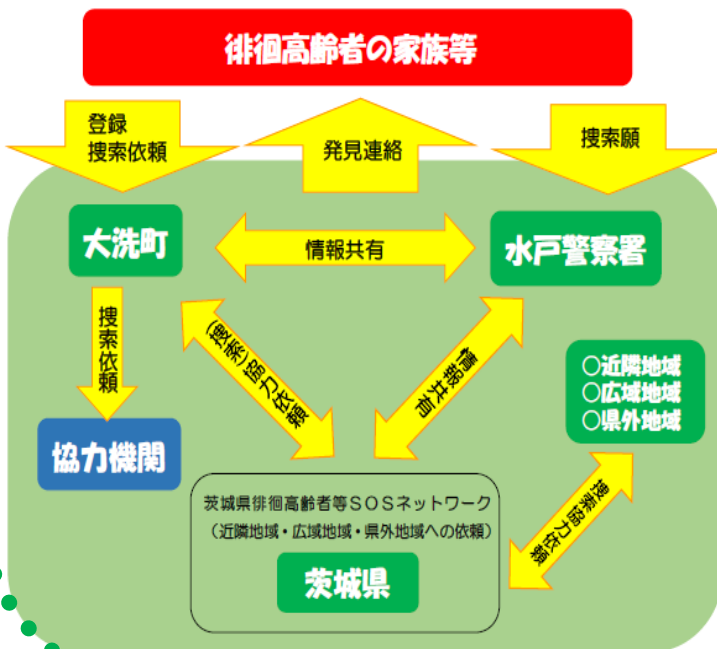 徘徊高齢者の家族等
登録
捜索依頼
発見連絡
捜索願
大洗町
情報共有
水戸警察署
捜索依頼
(捜索)協力依頼
情報共有
○近隣地域
○広域地域
○県外地域
協力機関
茨城県徘徊高齢者等SOSネットワーク
(近隣地域・広域地域・県外地域への依頼)
茨城県
捜索協力依頼